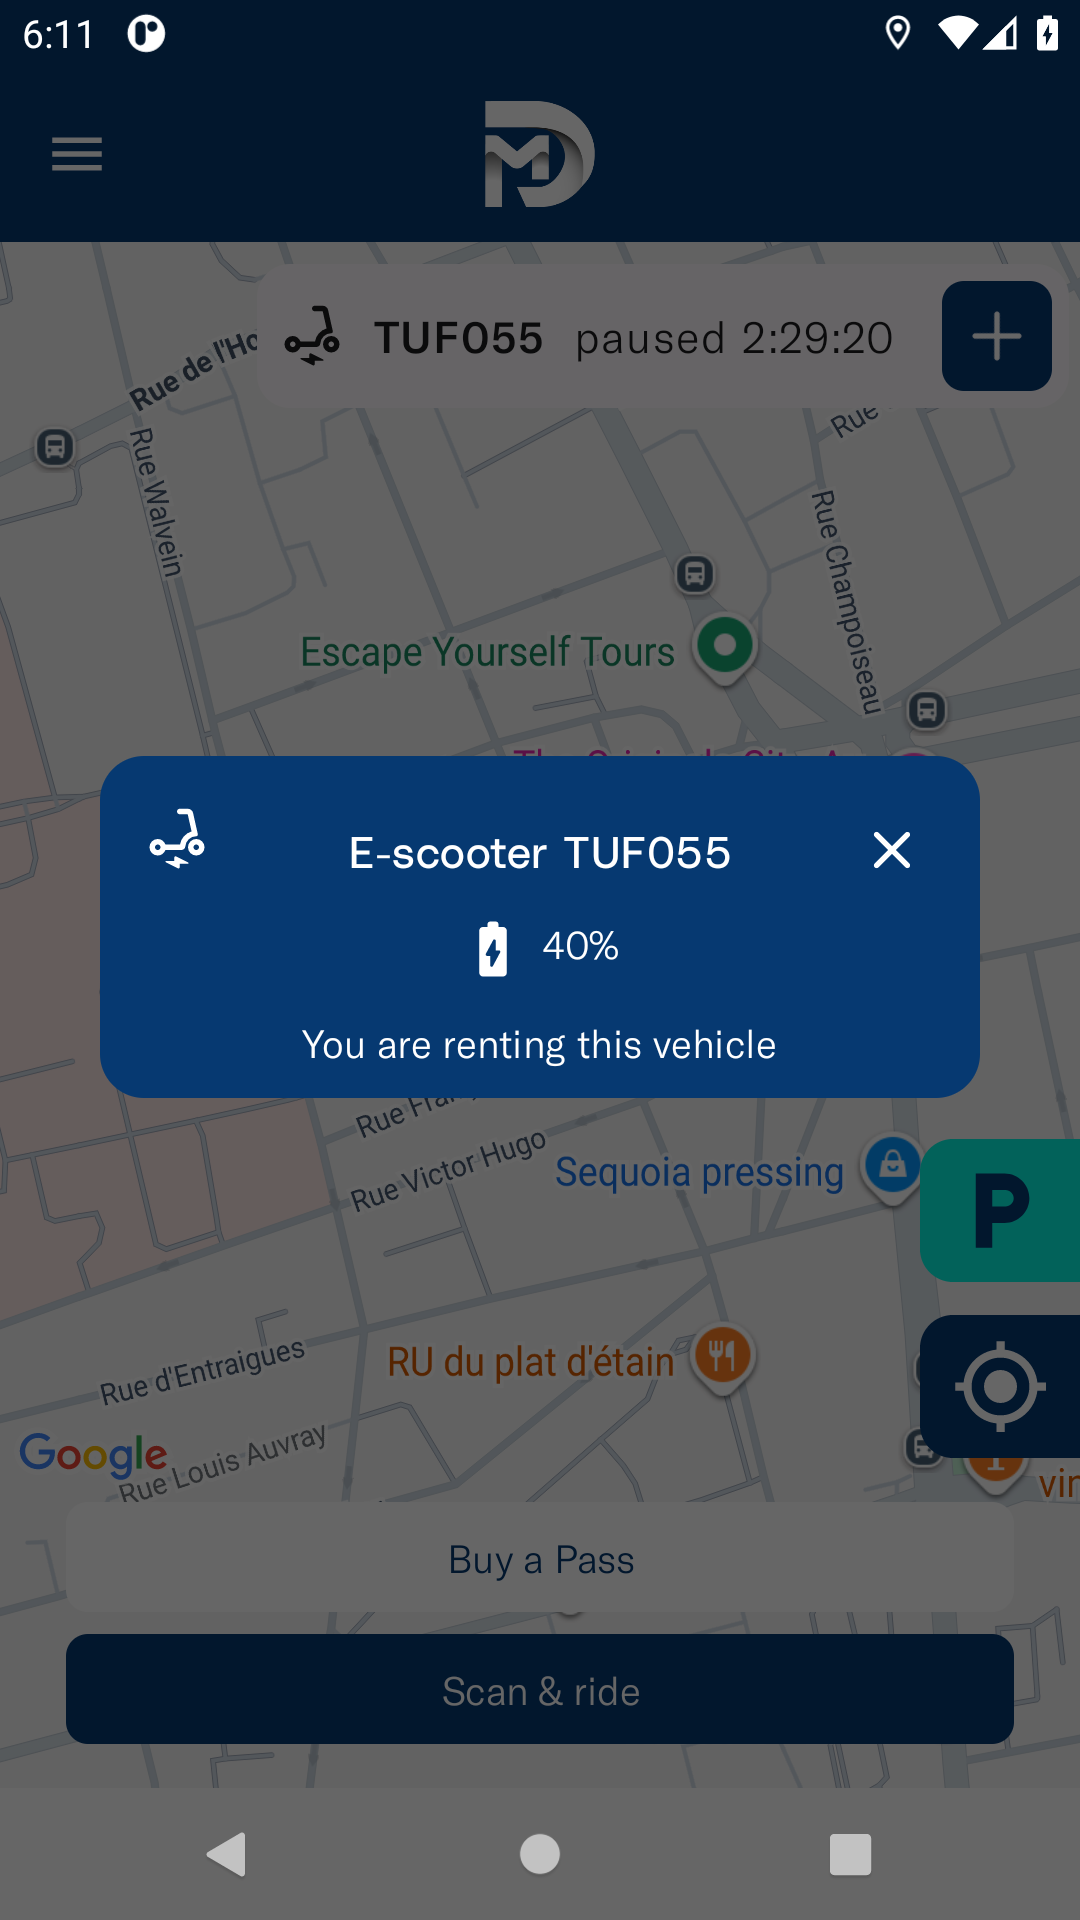 6:11
TUF055 paused 2:29:20
Rue de l'Ho
Rue
Rue Walvein
Rue Champoiseau
Escape Yourself Tours
E-scooter TUF055
40%
You are renting this vehicle
Rue
Rue Victor Hugo
Sequoia pressing
P
RU du plat d'étain
Rue d'Entraigues
Google
Rue Louis Auvray
Buy a Pass
Scan & ride